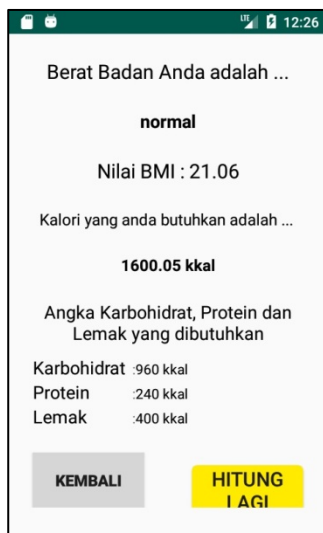 LTE 12:26
Berat Badan Anda adalah ...
normal
Nilai BMI : 21.06
Kalori yang anda butuhkan adalah ...
1600.05 kkal
Angka Karbohidrat, Protein dan
Lemak yang dibutuhkan
Karbohidrat :960 kkal
Protein :240 kkal
Lemak :400 kkal
KEMBALI
HITUNG
LAGI